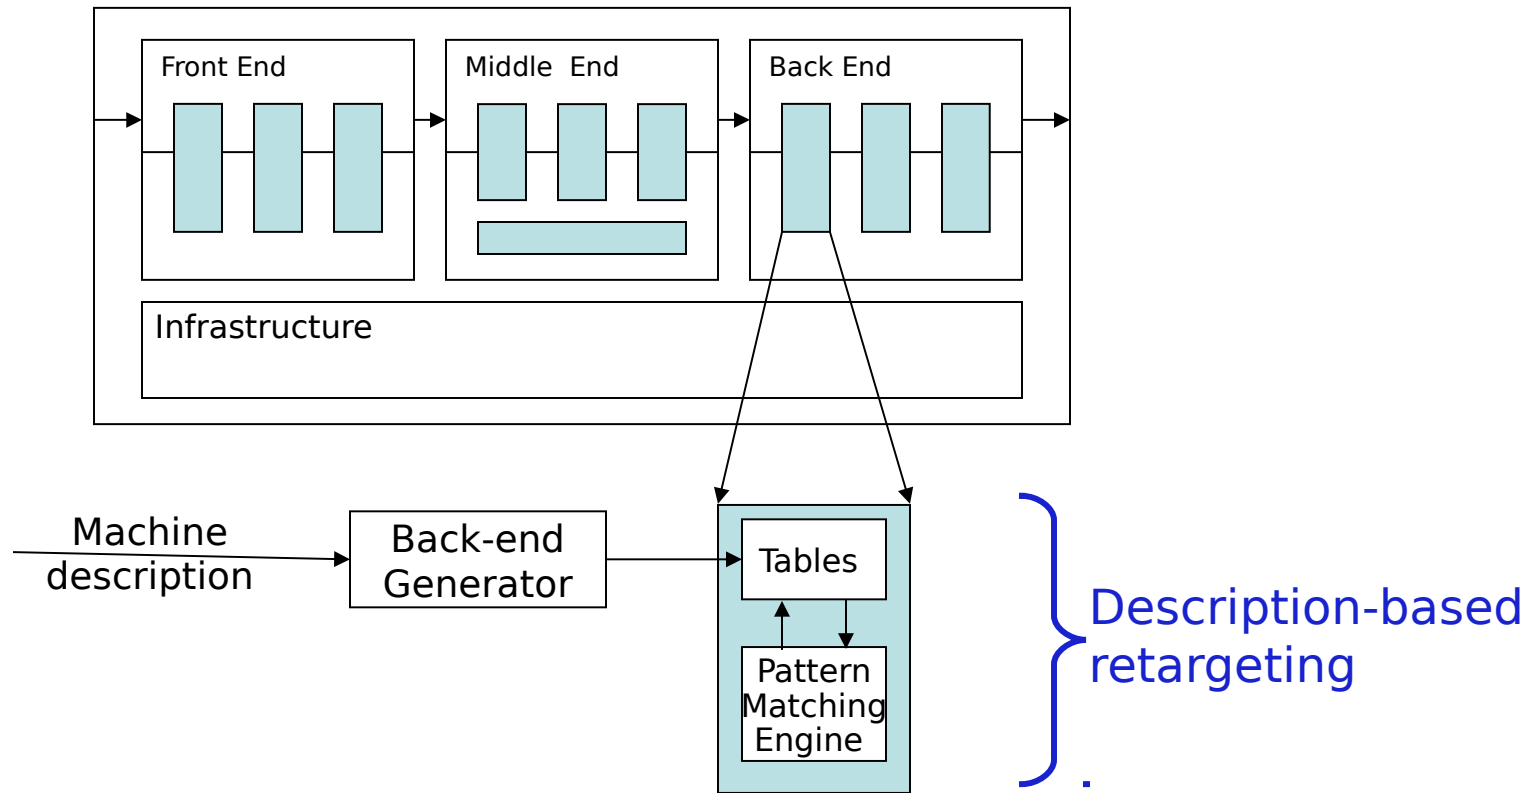 Front End
Middle  End
Back End
Infrastructure
Machine
description
Back-end
Generator
Tables
Pattern
Matching
Engine
Description-based
retargeting